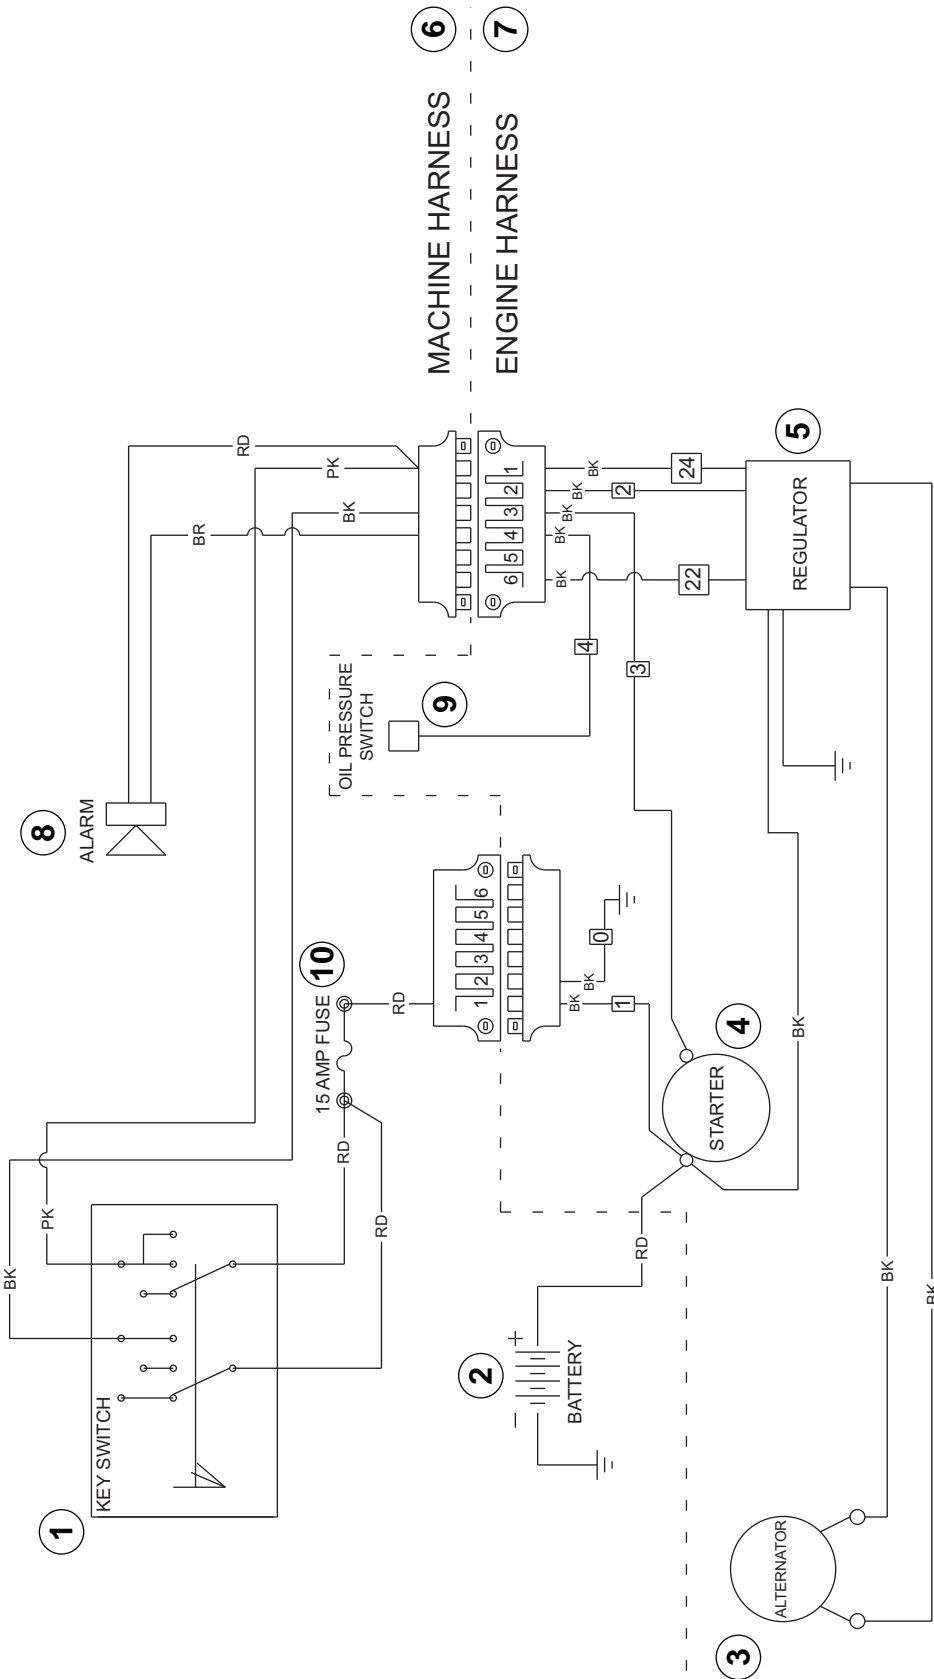 6
MACHINE HARNESS
7
ENGINE HARNESS
8
ALARM
RD
BR
PK
BK
1
2
3
4
5
6
BK
BK
BK
BK
BK
24
2
22
4
3
5
REGULATOR
OIL PRESSURE
SWITCH
9
10
15 AMP FUSE
RD
RD
RD
1
2
3
4
5
6
BK
BK
1
0
4
STARTER
BK
RD
PK
BK
1
KEY SWITCH
2
+
−
BATTERY
3
ALTERNATOR
BK
BK